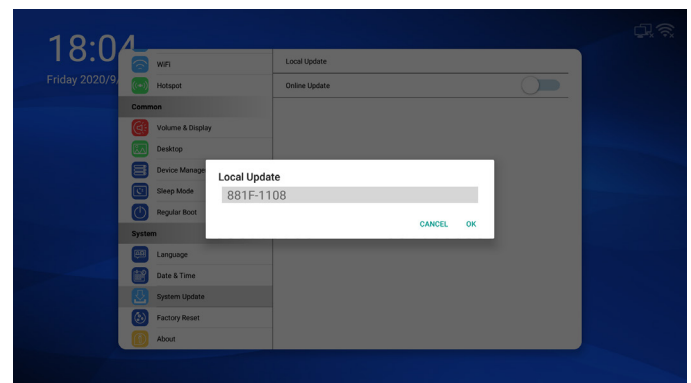 18:04
Friday 2020/9/
WiFi
Hotspot
Common
Volume & Display
Desktop
Device Manage
Sleep Mode
Regular Boot
System
Language
Date & Time
System Update
Factory Reset
About
Local Update
Online Update
Local Update
881F-1108
CANCEL OK